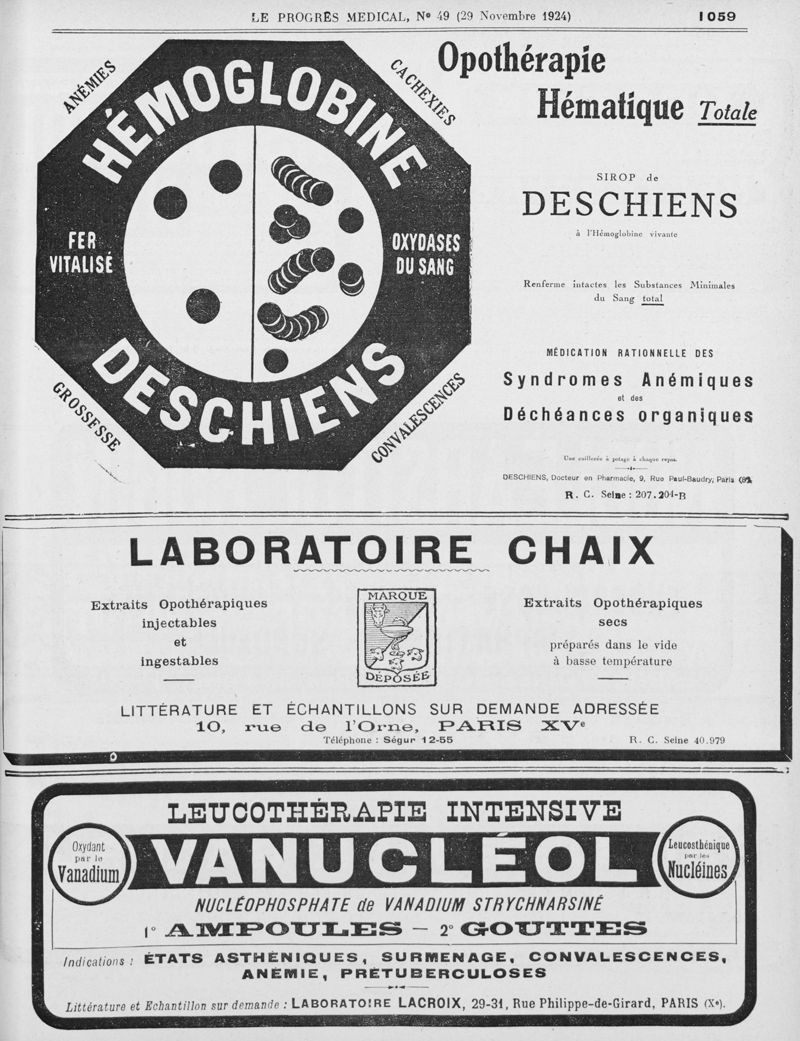 LE PROGRÈS MEDICAL, Nº 49 (29 Novembre 1924)
1059
ANÉMIES
CACHEXIES
HÉMOGLOBINE
FER
VITALISÉ
OXYDASES
DU SANG
DESCHIENS
GROSSESSE
CONVALESCENCES
Opothérapie
Hématique Totale
SIROP de
DESCHIENS
à l'Hémoglobine vivante
Renferme intactes les Substances Minimales
du Sang total
MÉDICATION RATIONNELLE DES
Syndromes Anémiques
et des
Déchéances organiques
Une cuillerée à potage à chaque repas.
DESCHIENS, Docteur en Pharmacie, 9, Rue Paul-Baudry, Paris
R. C. Seine : 207.204-B
LABORATOIRE CHAIX
Extraits Opothérapiques
injectables
et
ingestables
MARQUE
DÉPOSÉE
Extraits Opothérapiques
secs
préparés dans le vide
à basse température
LITTÉRATURE ET ÉCHANTILLONS SUR DEMANDE ADRESSÉE
10, rue de l'Orne, PARIS XVe
Téléphone : Ségur 12-55
R. C. Seine 40.979
LEUCOTHÉRAPIE INTENSIVE
Oxydant
par le
Vanadium
VANUCLÉOL
Leucosthénique
par les
Nucléines
NUCLÉOPHOSPHATE de VANADIUM STRYCHNARSINÉ
1° AMPOULES – 2° GOUTTES
Indications : ÉTATS ASTHÉNIQUES, SURMENAGE, CONVALESCENCES,
ANÉMIE, PRÉTUBERCULOSES
Littérature et Echantillon sur demande : LABORATOIRE LACROIX, 29-31, Rue Philippe-de-Girard, PARIS (Xe).